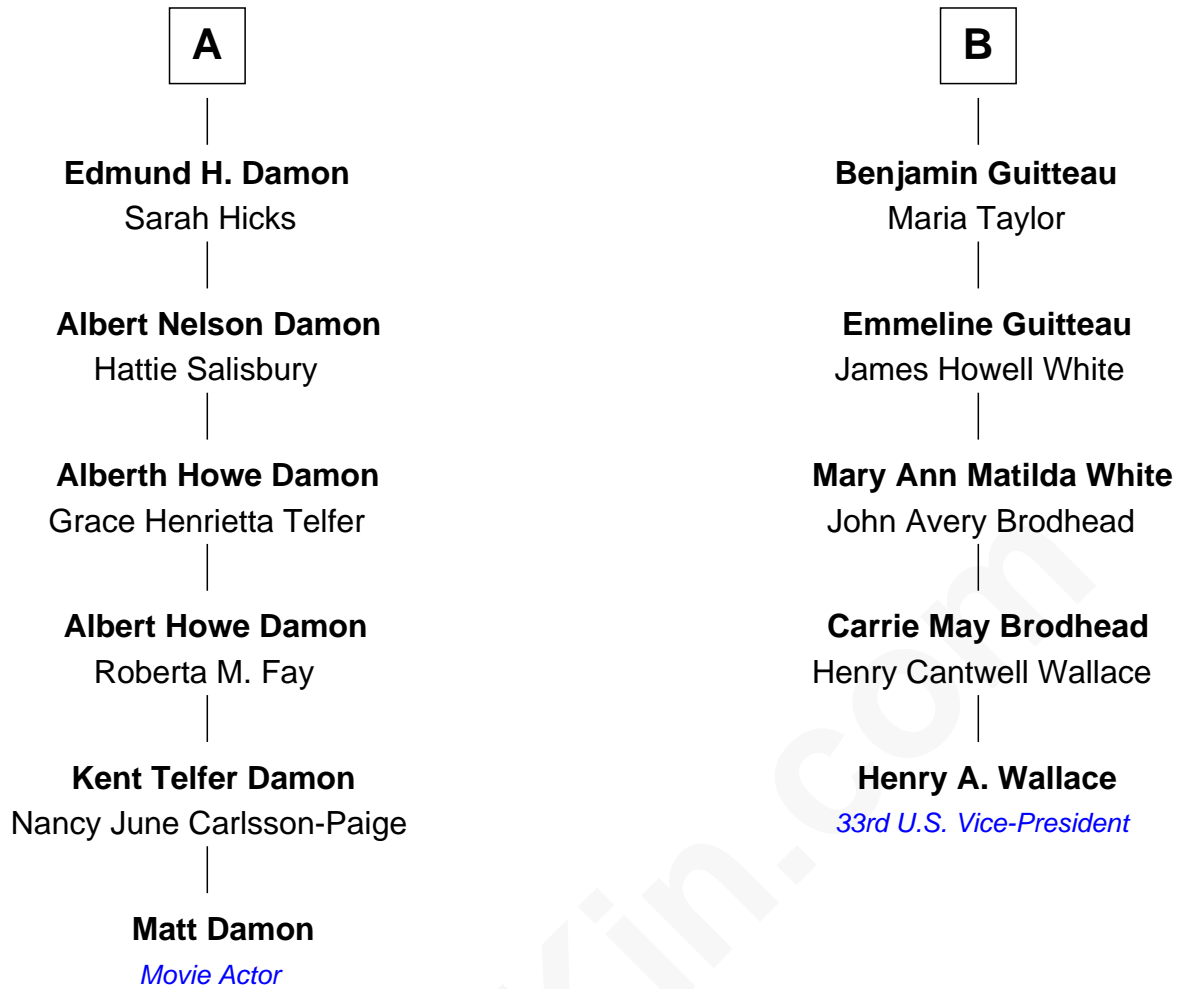 A
Edmund H. Damon
Sarah Hicks
Albert Nelson Damon
Hattie Salisbury
Alberth Howe Damon
Grace Henrietta Telfer
Albert Howe Damon
Roberta M. Fay
Kent Telfer Damon
Nancy June Carlsson-Paige
Matt Damon
Movie Actor
B
Benjamin Guitteau
Maria Taylor
Emmeline Guitteau
James Howell White
Mary Ann Matilda White
John Avery Brodhead
Carrie May Brodhead
Henry Cantwell Wallace
Henry A. Wallace
33rd U.S. Vice-President
Kin.com